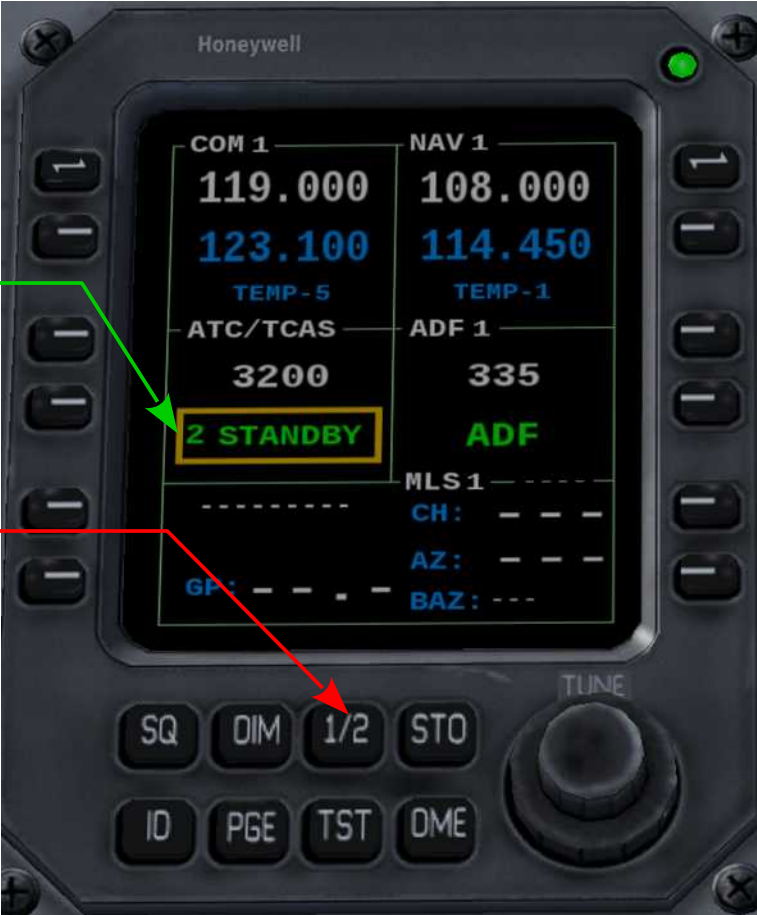 Honeywell
COM 1 NAV 1
119.000 108.000
123.100 114.450
TEMP-5 TEMP-1
ATC/TCAS ADF 1
3200 335
2 STANDBY ADF
MLS 1 - - - - -
- - - - - - - - - CH: - - -
AZ: - - -
GP: - - . - BAZ: - - -
TUNE
SQ DIM 1/2 STO
ID PGE TST DME